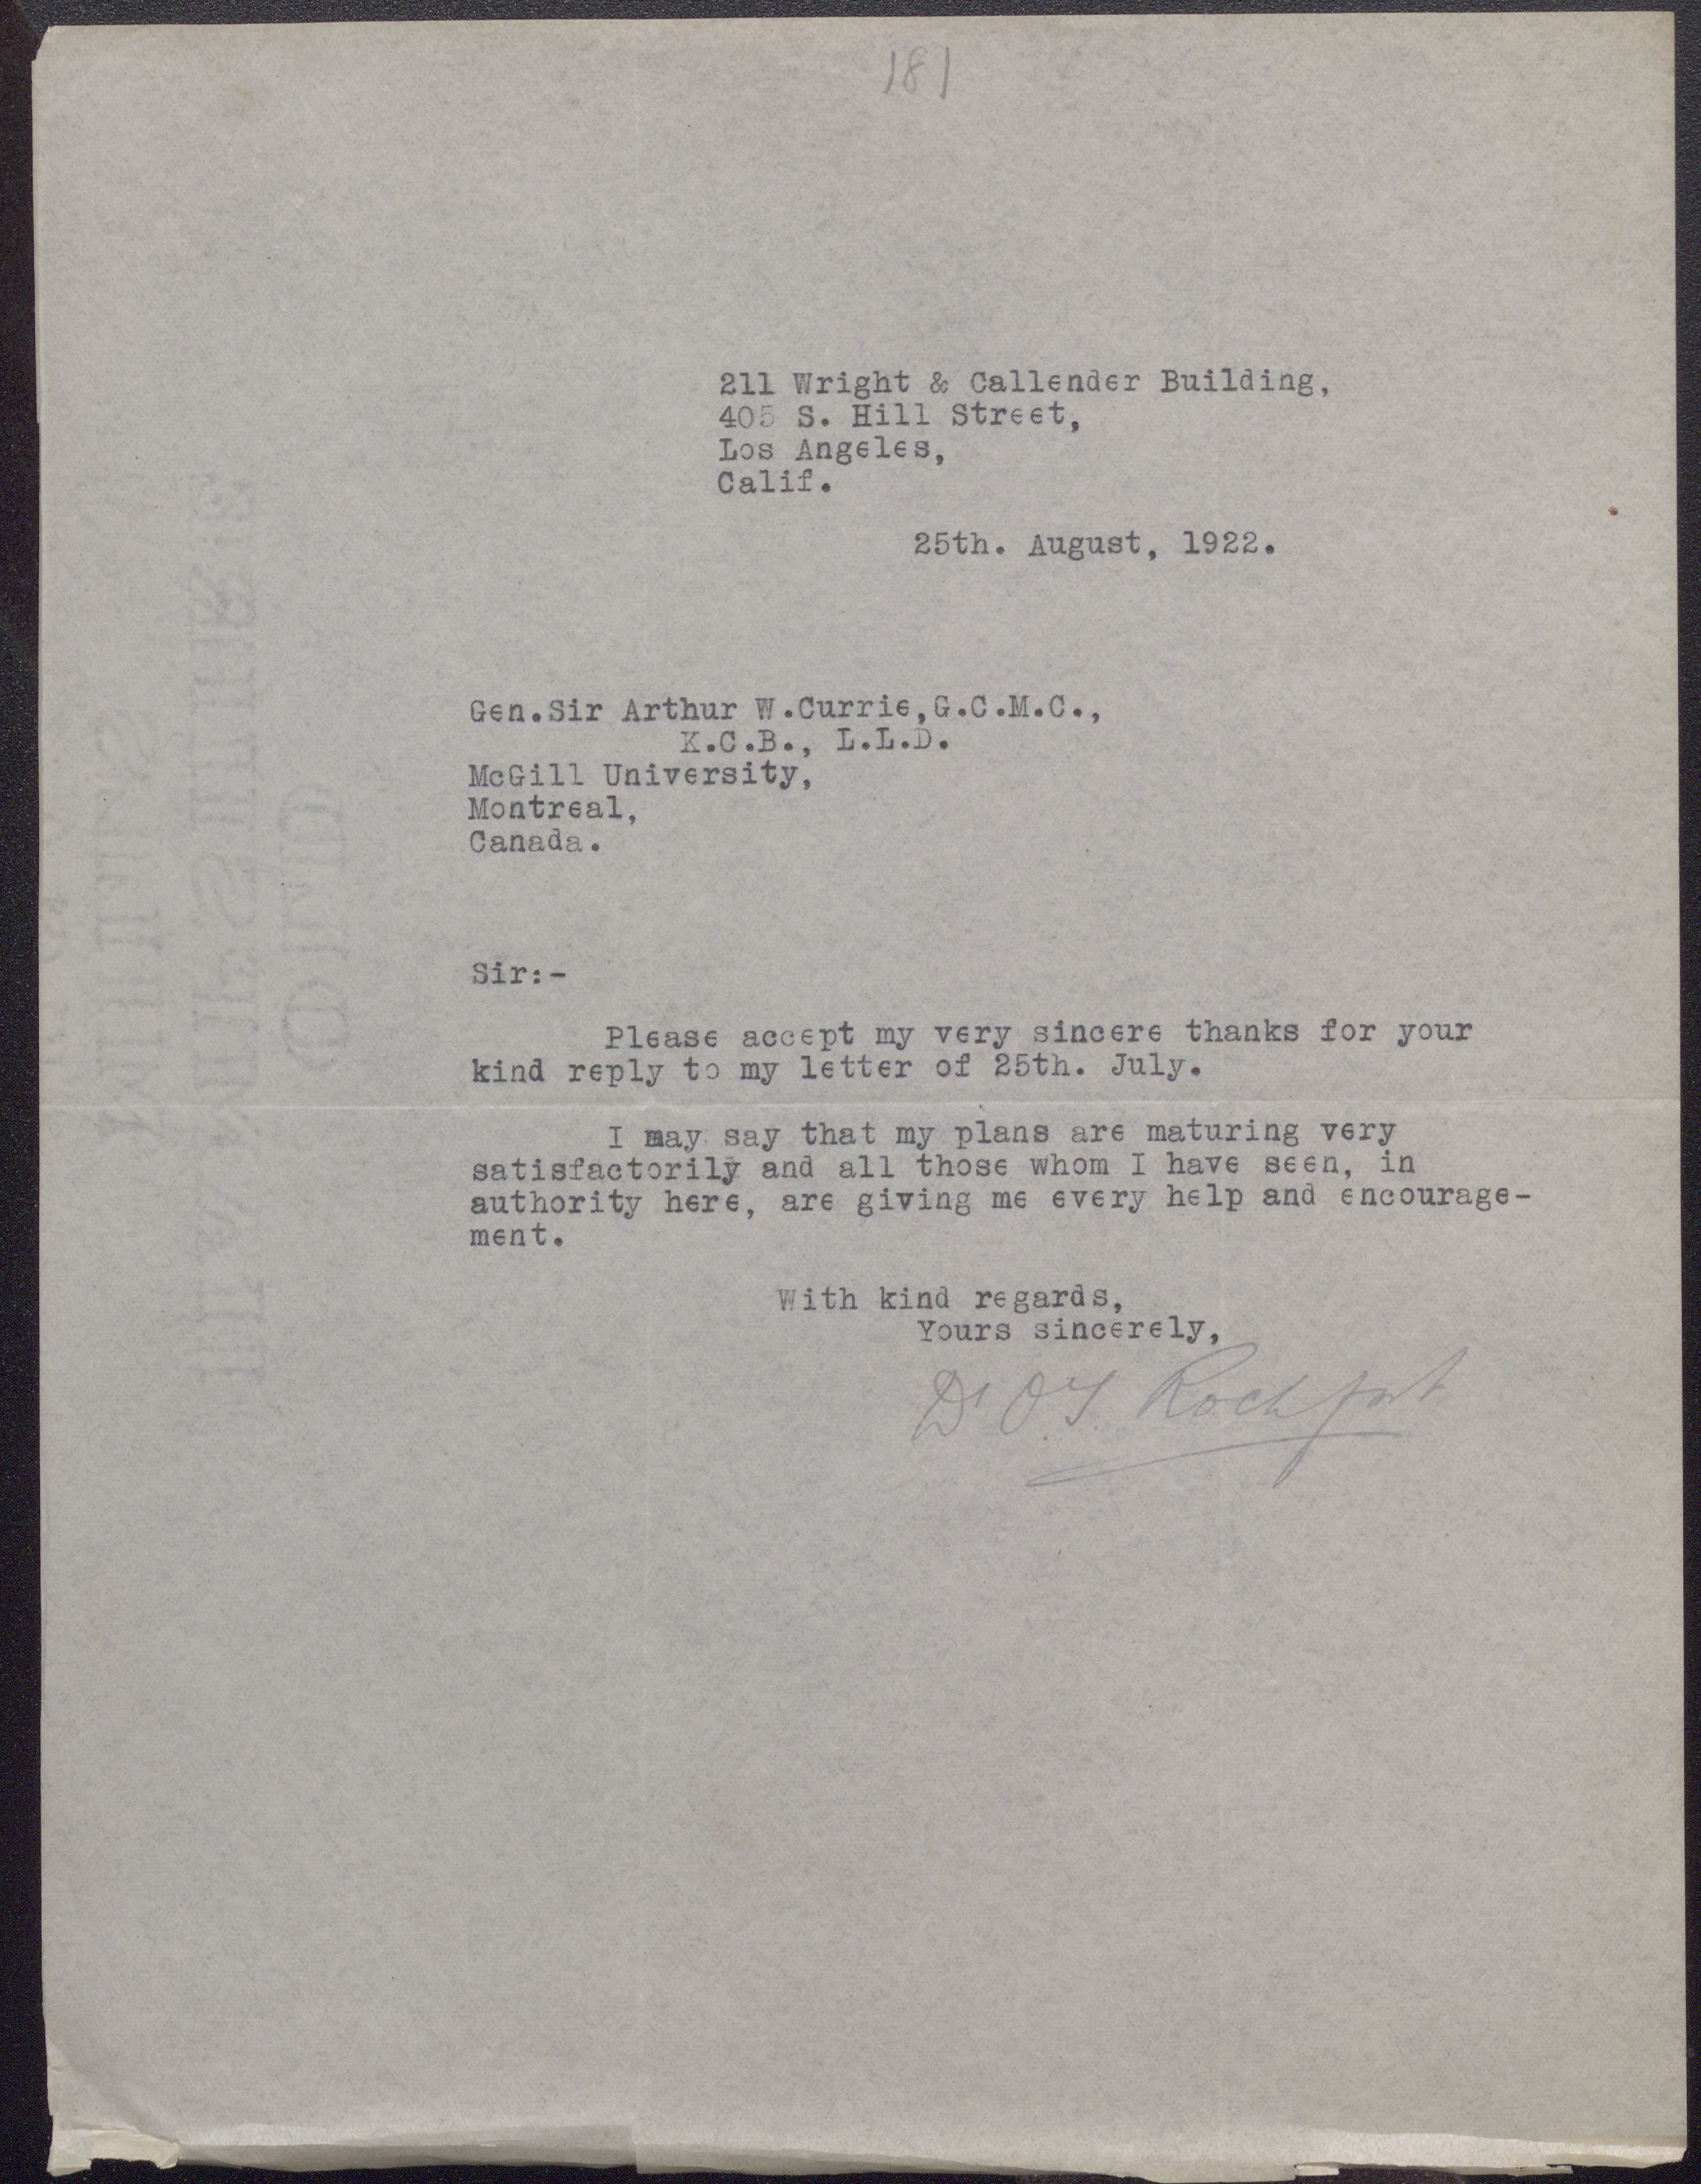 181
211 Wright & Callender Building,
405 S. Hill Street,
Los Angeles,
Calif.
25th. August, 1922.
Gen.Sir Arthur W.Currie,G.C.M.C.,
K.C.B., L.L.D.
McGill University,
Montreal,
Canada.
Sir:-
Please accept my very sincere thanks for your
kind reply to my letter of 25th. July.
I may say that my plans are maturing very
satisfactorily and all those whom I have seen, in
authority here, are giving me every help and encourage-
ment.
With kind regards,
Yours sincerely,
Dr O.T. Rochfort